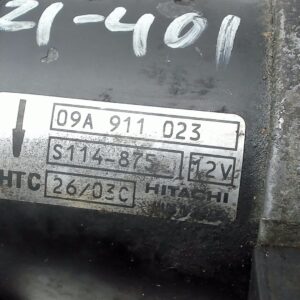 21-401
09A 911 023
S114-875 12V
HTC 26/03C HITACHI